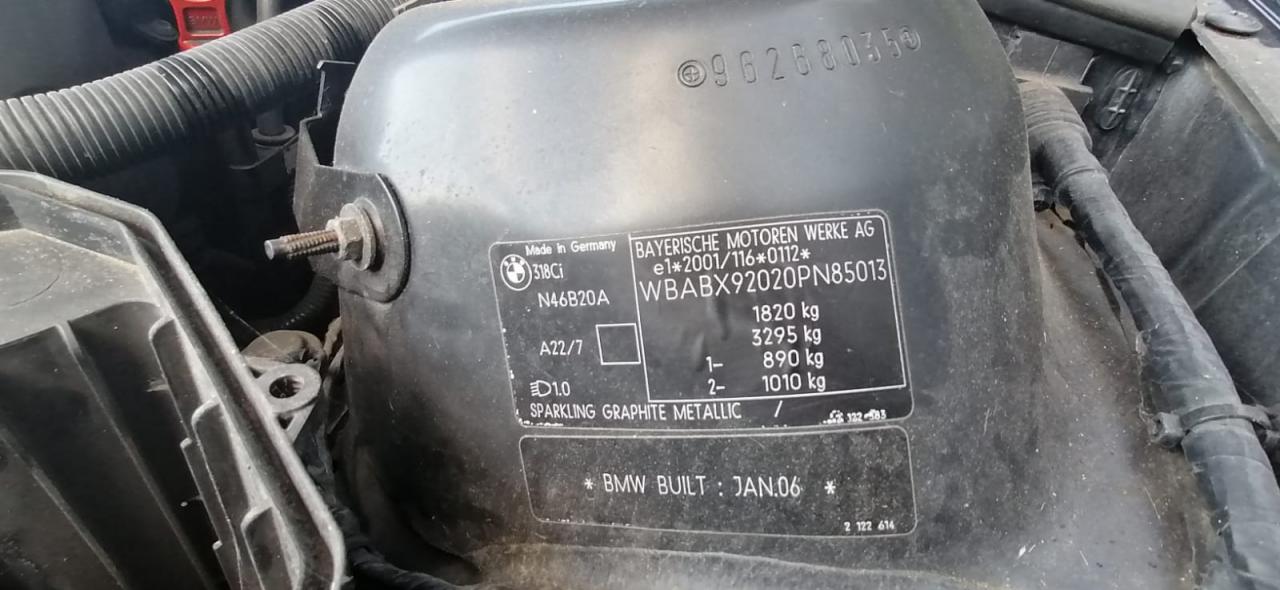 BMW
96268035
Made in Germany
318Ci
N46B20A
A22/7
1.0
BAYERISCHE MOTOREN WERKE AG
e1*2001/116*0112*
WBABX92020PN85013
1820 kg
3295 kg
1- 890 kg
2- 1010 kg
SPARKLING GRAPHITE METALLIC /
* BMW BUILT : JAN.06 *
2 122 614